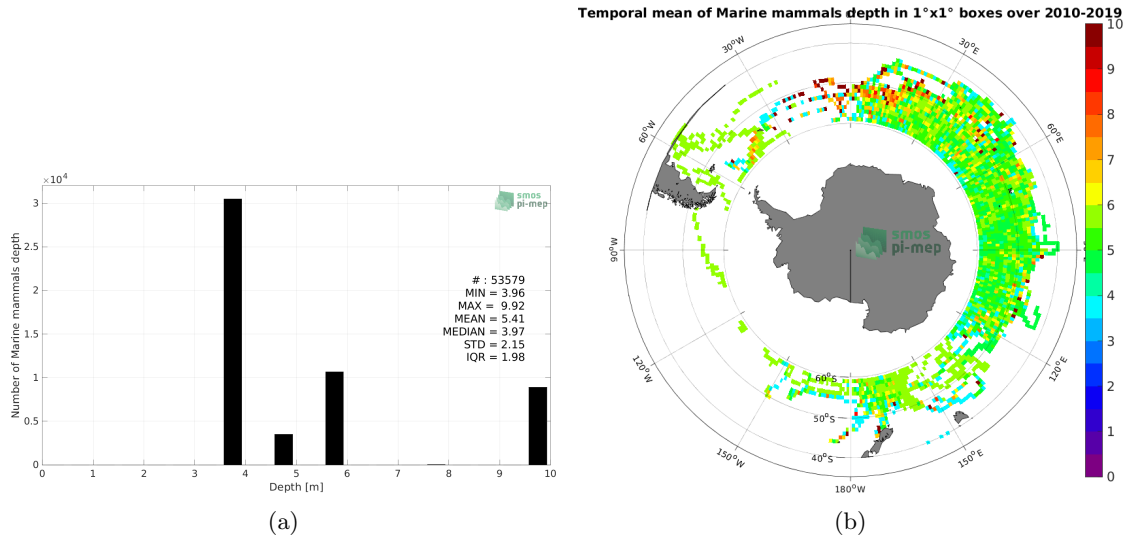 Temporal mean of Marine mammals depth in 1°x1° boxes over 2010-2019
×10⁴
3
2.5
2
1.5
1
0.5
0
Number of Marine mammals depth
smos
pi-mep
# : 53579
MIN = 3.96
MAX = 9.92
MEAN = 5.41
MEDIAN = 3.97
STD = 2.15
IQR = 1.98
0 1 2 3 4 5 6 7 8 9 10
Depth [m]
(a)
30°W
30°E
60°W
60°E
90°W
smos
pi-mep
120°W
120°E
60°S
50°S
40°S
150°W
150°E
180°W
10
9
8
7
6
5
4
3
2
1
0
(b)